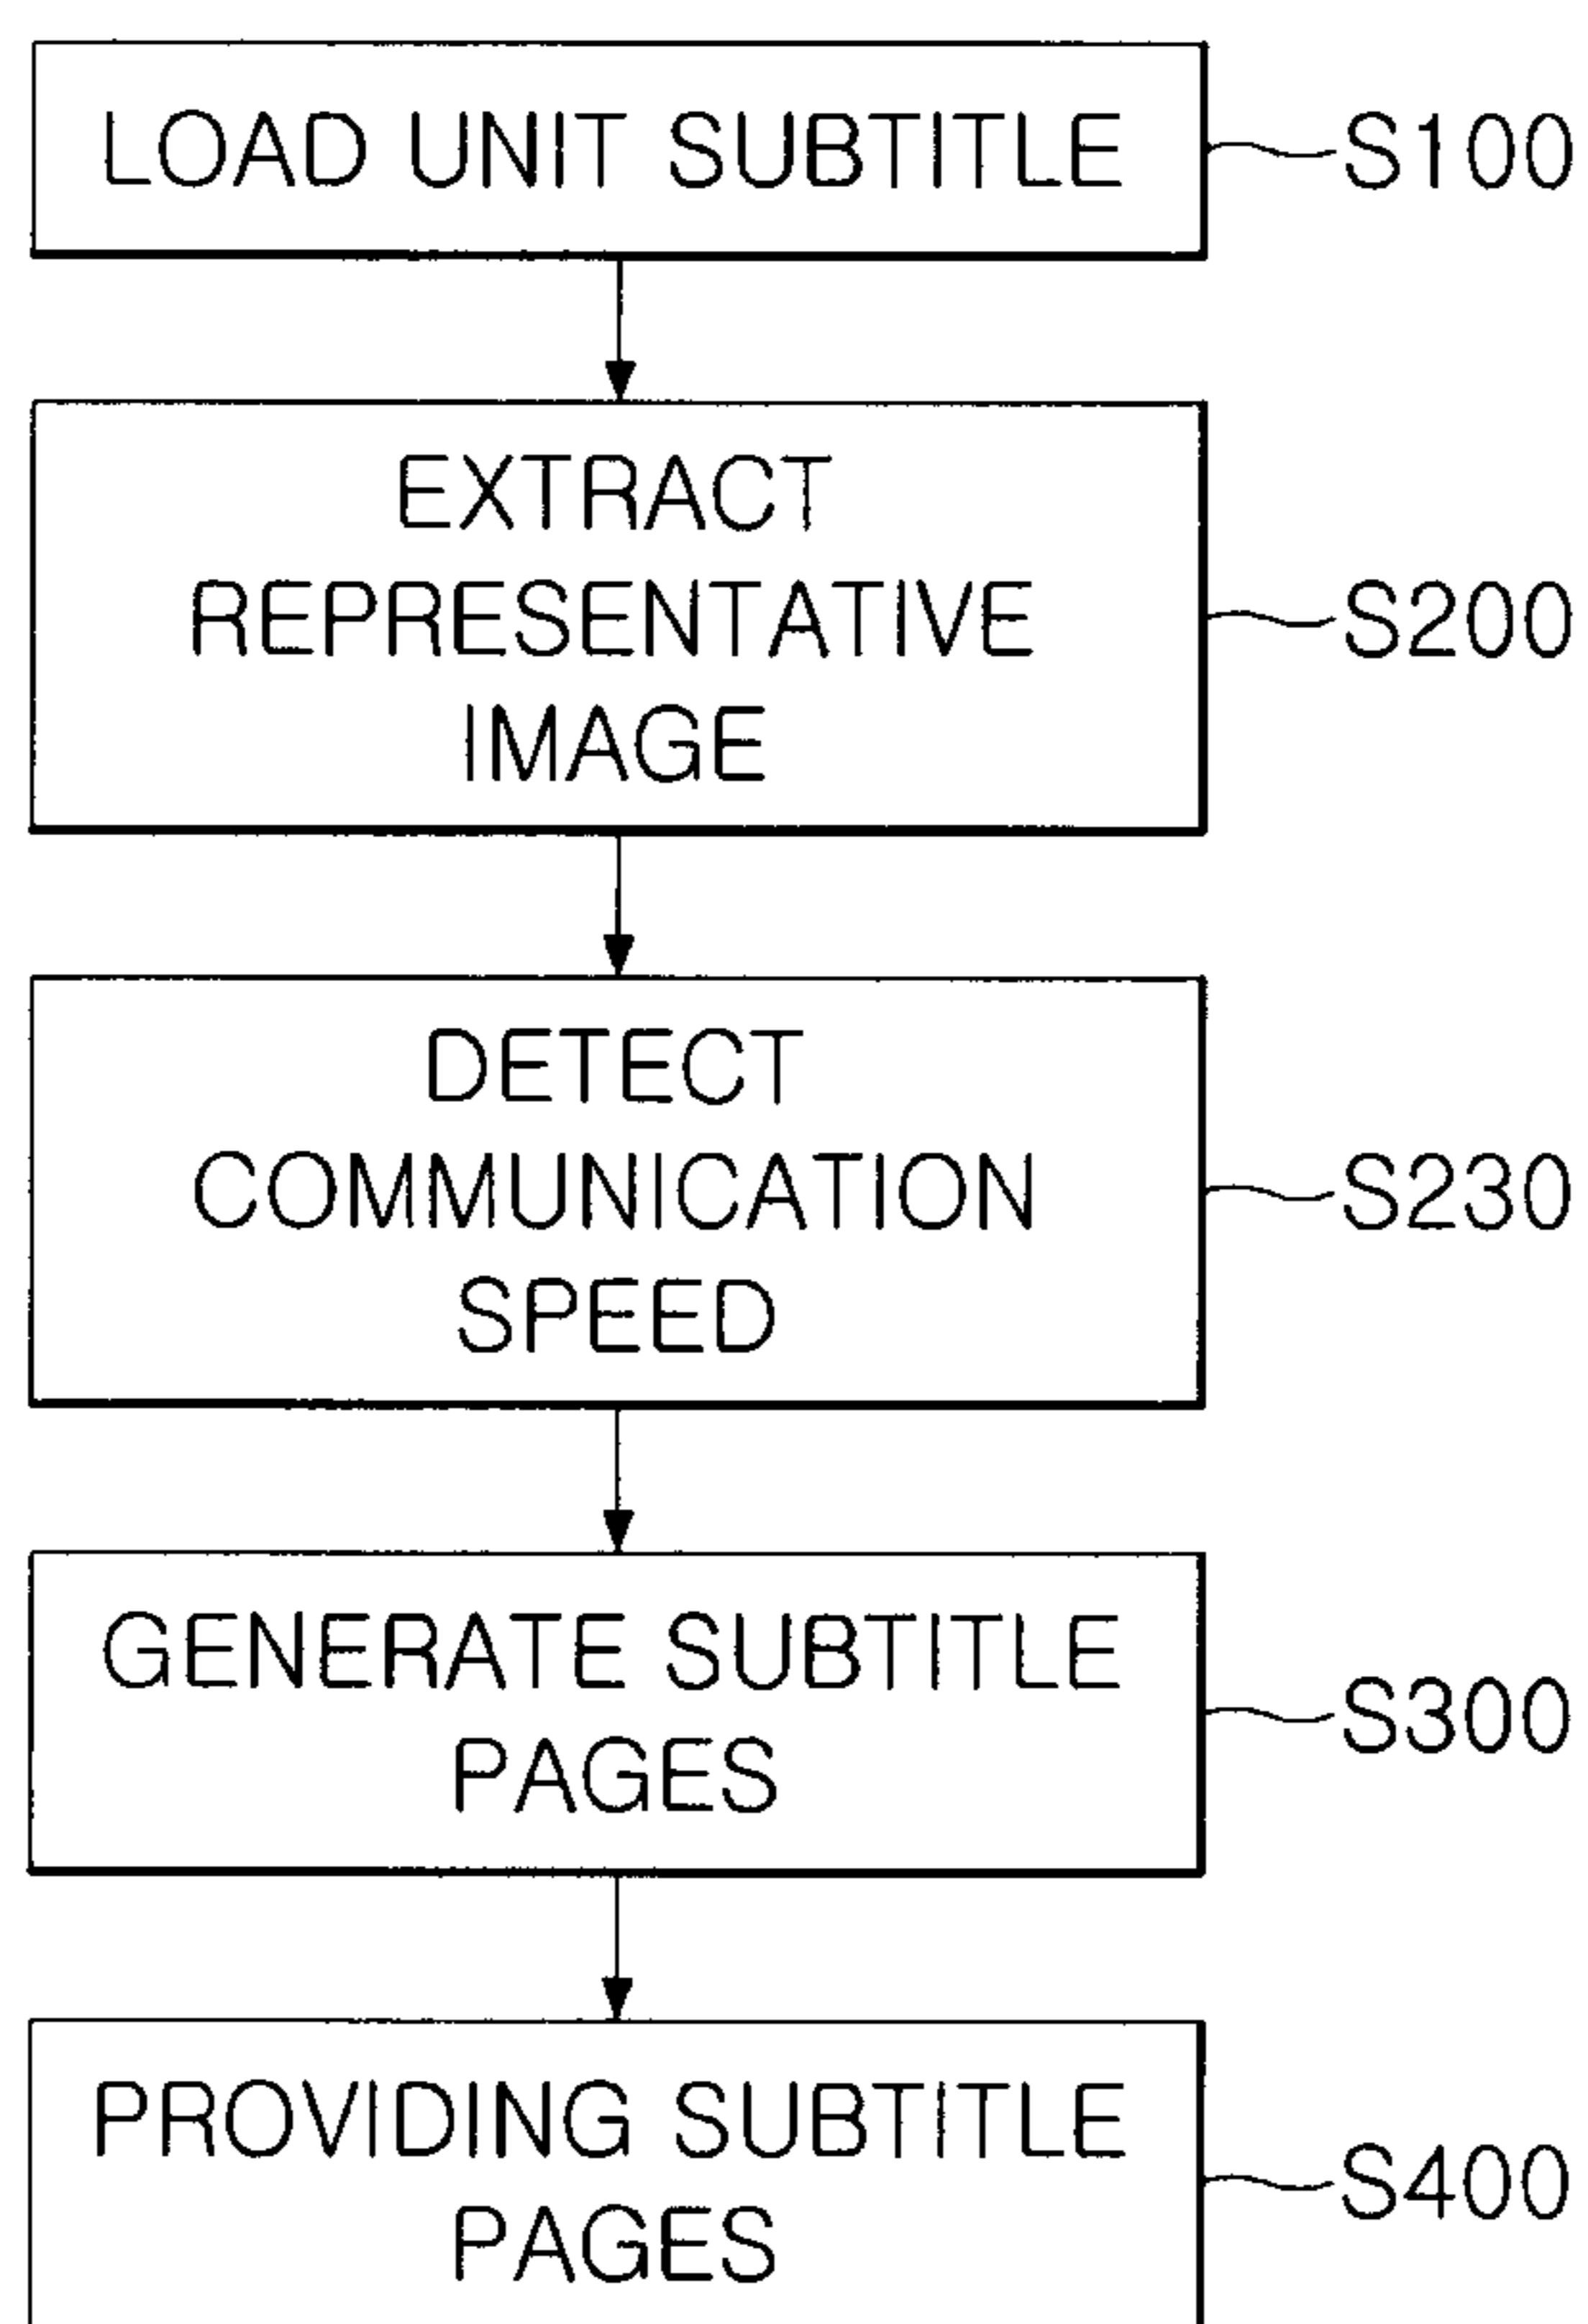 LOAD UNIT SUBTITLE
S100
EXTRACT
REPRESENTATIVE
IMAGE
S200
DETECT
COMMUNICATION
SPEED
S230
GENERATE SUBTITLE
PAGES
S300
PROVIDING SUBTITLE
PAGES
S400